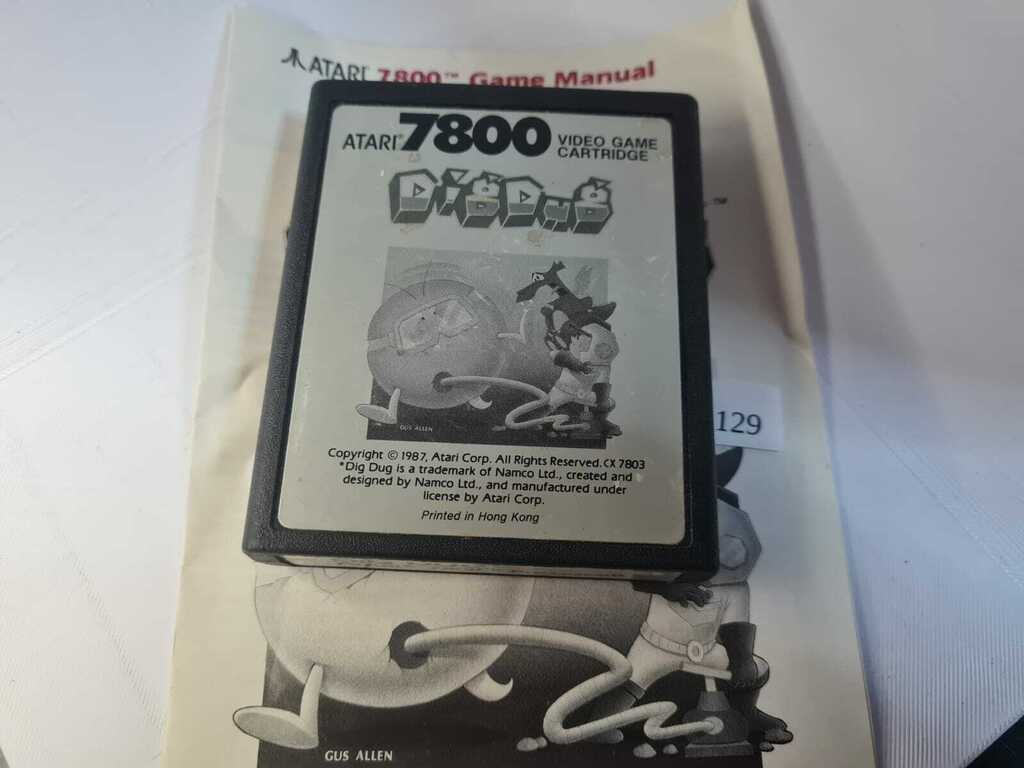 ATARI 7800™ Game Manual
ATARI® 7800 VIDEO GAME
CARTRIDGE
Dig Dug
GUS ALLEN
Copyright © 1987, Atari Corp. All Rights Reserved. CX 7803
*Dig Dug is a trademark of Namco Ltd., created and
designed by Namco Ltd., and manufactured under
license by Atari Corp.
Printed in Hong Kong
129
GUS ALLEN